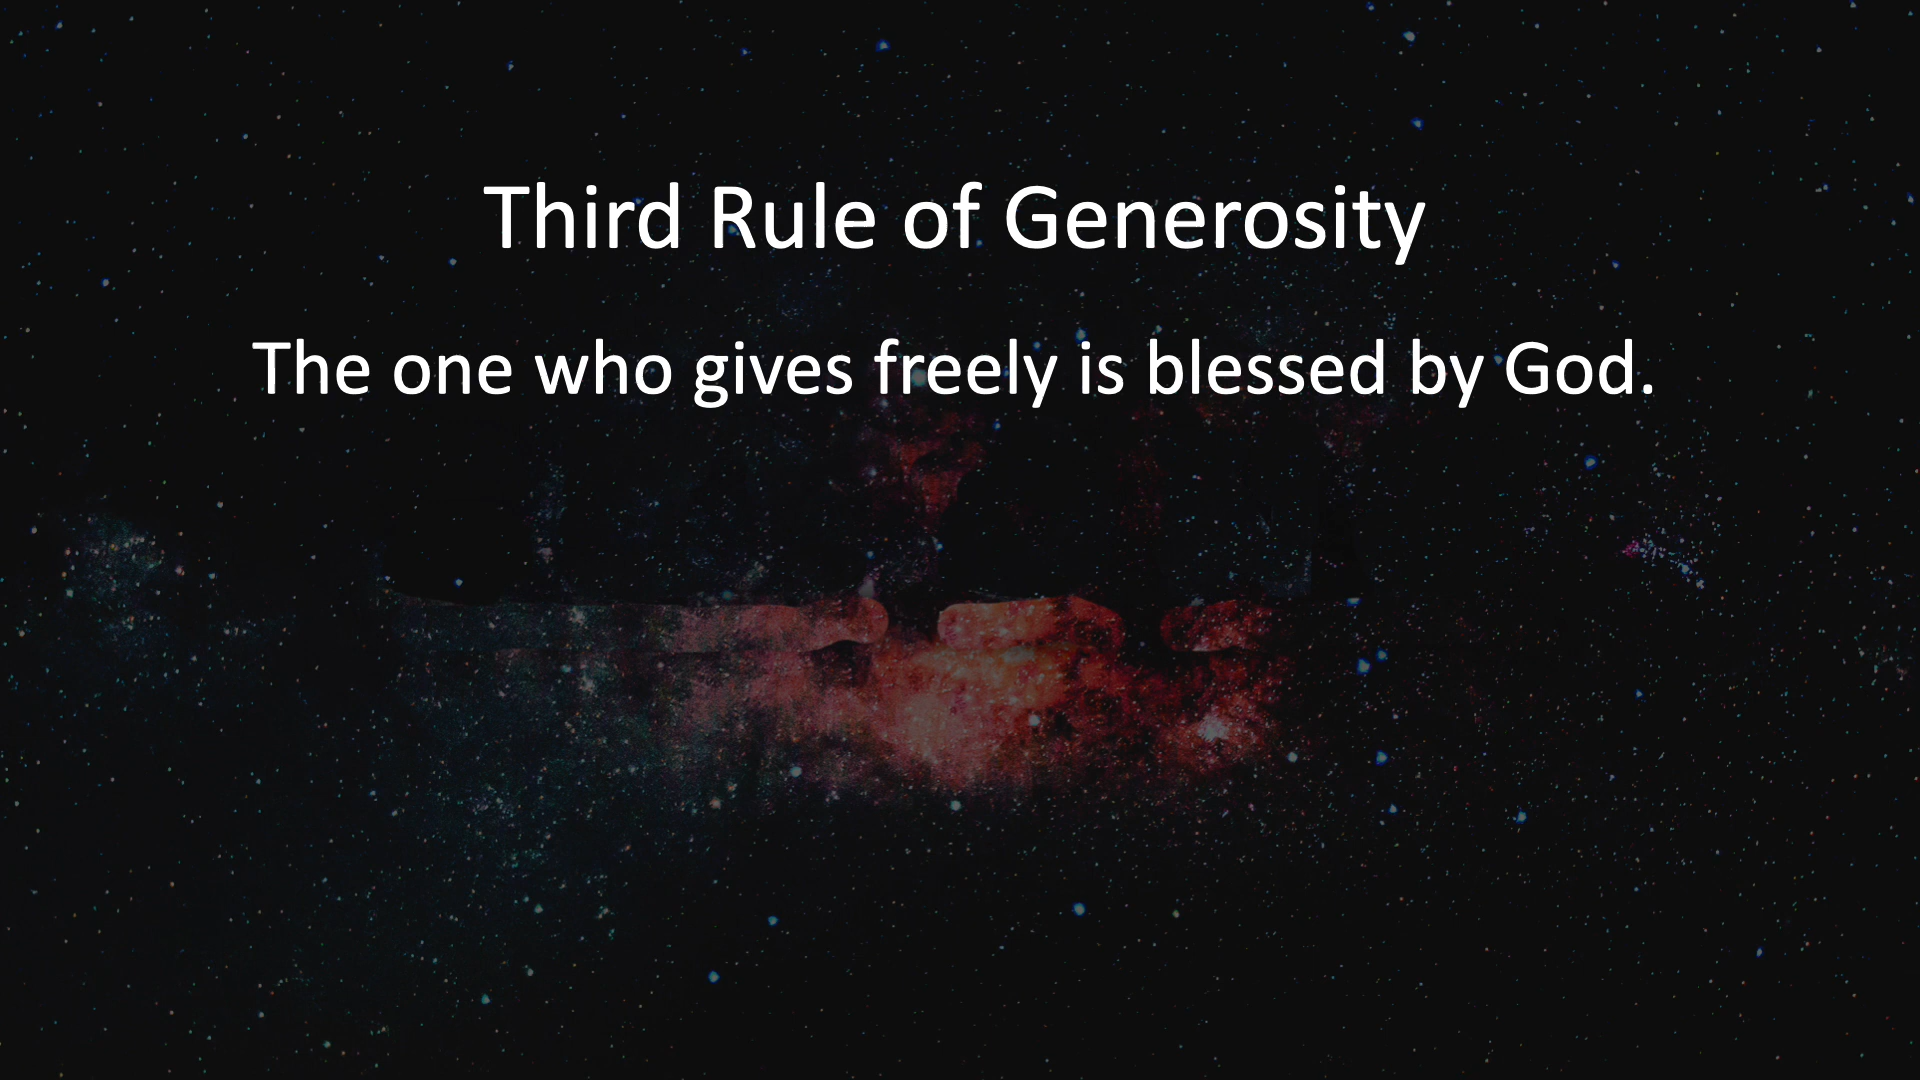 Third Rule of Generosity
The one who gives freely is blessed by God.